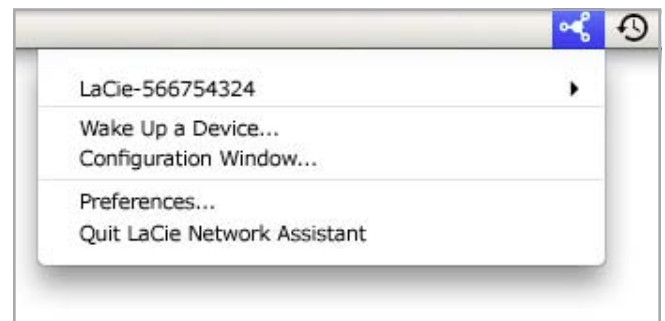 LaCie-566754324
Wake Up a Device...
Configuration Window...
Preferences...
Quit LaCie Network Assistant